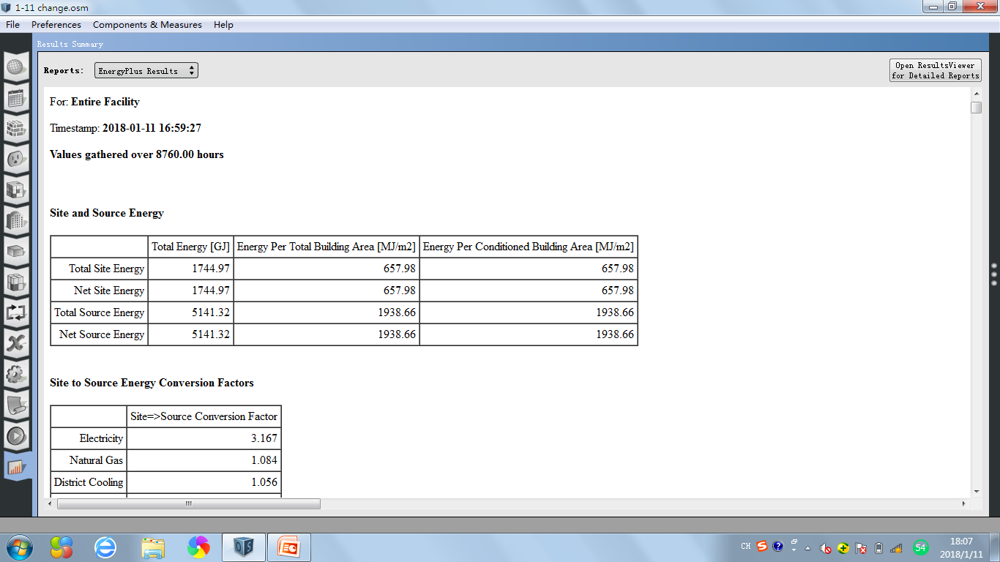 1-11 change.osm
File Preferences Components & Measures Help
Results Summary
Reports: EnergyPlus Results
Open ResultsViewer
for Detailed Reports
For: Entire Facility
Timestamp: 2018-01-11 16:59:27
Values gathered over 8760.00 hours
Site and Source Energy
Total Energy [GJ] Energy Per Total Building Area [MJ/m2] Energy Per Conditioned Building Area [MJ/m2]
Total Site Energy 1744.97 657.98 657.98
Net Site Energy 1744.97 657.98 657.98
Total Source Energy 5141.32 1938.66 1938.66
Net Source Energy 5141.32 1938.66 1938.66
Site to Source Energy Conversion Factors
Site=>Source Conversion Factor
Electricity 3.167
Natural Gas 1.084
District Cooling 1.056
CH 54 18:07
2018/1/11